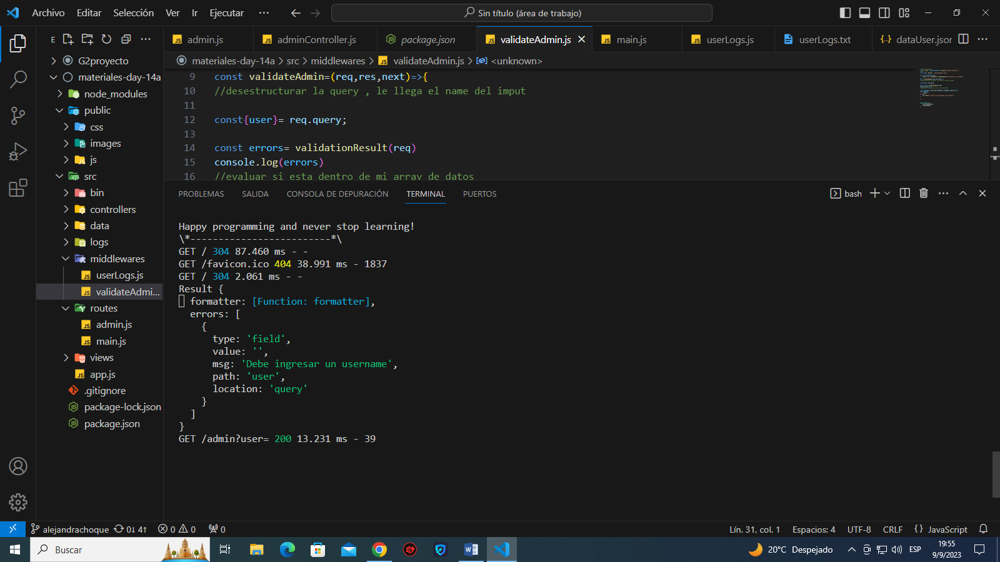 Archivo Editar Selección Ver Ir Ejecutar ··· Sin título (área de trabajo)
E
admin.js adminController.js package.json validateAdmin.js main.js userLogs.js userLogs.txt dataUser.jsor
materiales-day-14a > src > middlewares > validateAdmin.js > <unknown>
G2proyecto
materiales-day-14a
node_modules
public
css
images
js
src
bin
controllers
data
logs
middlewares
userLogs.js
validateAdmi...
routes
admin.js
main.js
views
app.js
.gitignore
package-lock.json
package.json
9 const validateAdmin=(req,res,next)=>{
10 //desestructurar la query , le llega el name del imput
11
12 const{user}= req.query;
13
14 const errors= validationResult(req)
15 console.log(errors)
16 //evaluar si esta dentro de mi array de datos
PROBLEMAS SALIDA CONSOLA DE DEPURACIÓN TERMINAL PUERTOS bash
Happy programming and never stop learning!
\*-------------------------*\
GET / 304 87.460 ms - -
GET /favicon.ico 404 38.991 ms - 1837
GET / 304 2.061 ms - -
Result {
formatter: [Function: formatter],
errors: [
{
type: 'field',
value: '',
msg: 'Debe ingresar un username',
path: 'user',
location: 'query'
}
]
}
GET /admin?user= 200 13.231 ms - 39
alejandrachoque 0↓ 4↑ 0 0 0 Lín. 31, col. 1 Espacios: 4 UTF-8 CRLF {} JavaScript
Buscar 20°C Despejado ESP 19:55
9/9/2023